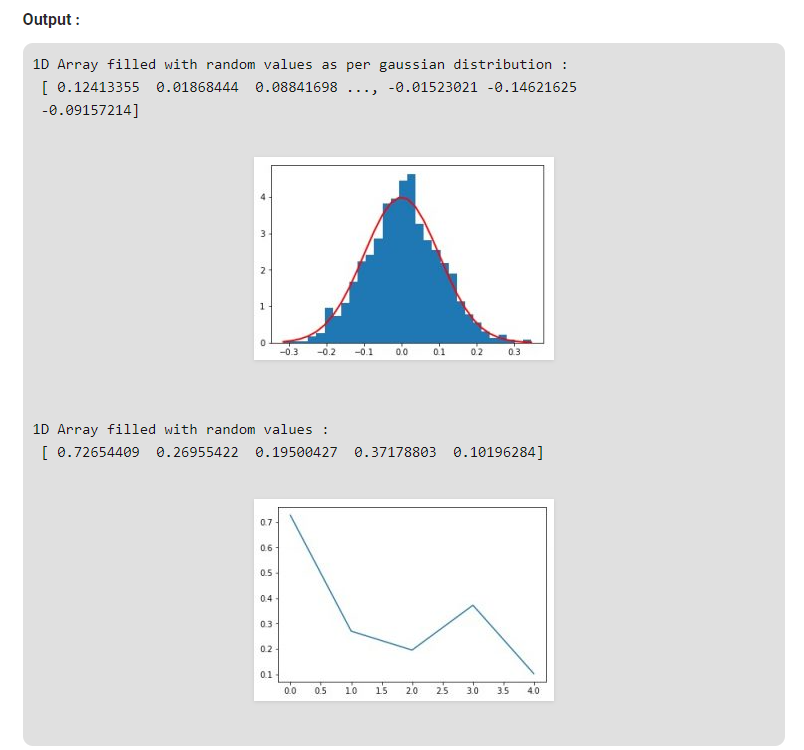 Output :
1D Array filled with random values as per gaussian distribution :
[ 0.12413355 0.01868444 0.08841698 ..., -0.01523021 -0.14621625
-0.09157214]
4
3
2
1
0
−0.3 −0.2 −0.1 0.0 0.1 0.2 0.3
1D Array filled with random values :
[ 0.72654409 0.26955422 0.19500427 0.37178803 0.10196284]
0.7
0.6
0.5
0.4
0.3
0.2
0.1
0.0 0.5 1.0 1.5 2.0 2.5 3.0 3.5 4.0